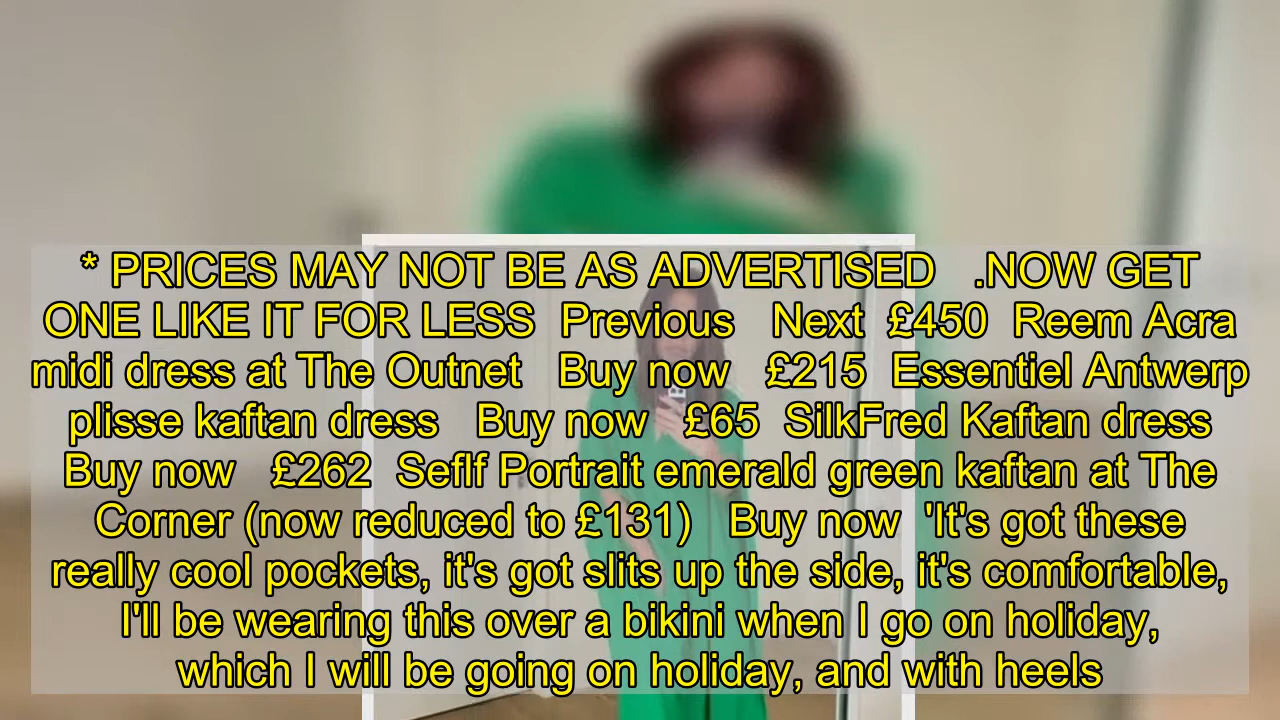 * PRICES MAY NOT BE AS ADVERTISED   .NOW GET
ONE LIKE IT FOR LESS  Previous   Next  £450  Reem Acra
midi dress at The Outnet   Buy now   £215  Essentiel Antwerp
plisse kaftan dress   Buy now   £65  SilkFred Kaftan dress
Buy now   £262  Seflf Portrait emerald green kaftan at The
Corner (now reduced to £131)   Buy now  'It's got these
really cool pockets, it's got slits up the side, it's comfortable,
I'll be wearing this over a bikini when I go on holiday,
which I will be going on holiday, and with heels